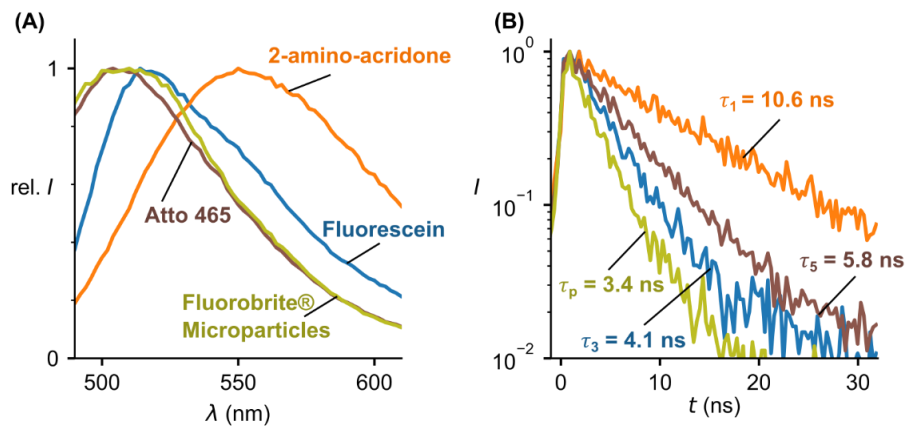 (A)
2-amino-acridone
1
rel. I
Atto 465
Fluorescein
Fluorobrite®
Microparticles
0
500
550
600
λ (nm)
(B)
10⁰
τ₁ = 10.6 ns
I
10⁻¹
τₚ = 3.4 ns
τ₅ = 5.8 ns
τ₃ = 4.1 ns
10⁻²
0
10
20
30
t (ns)